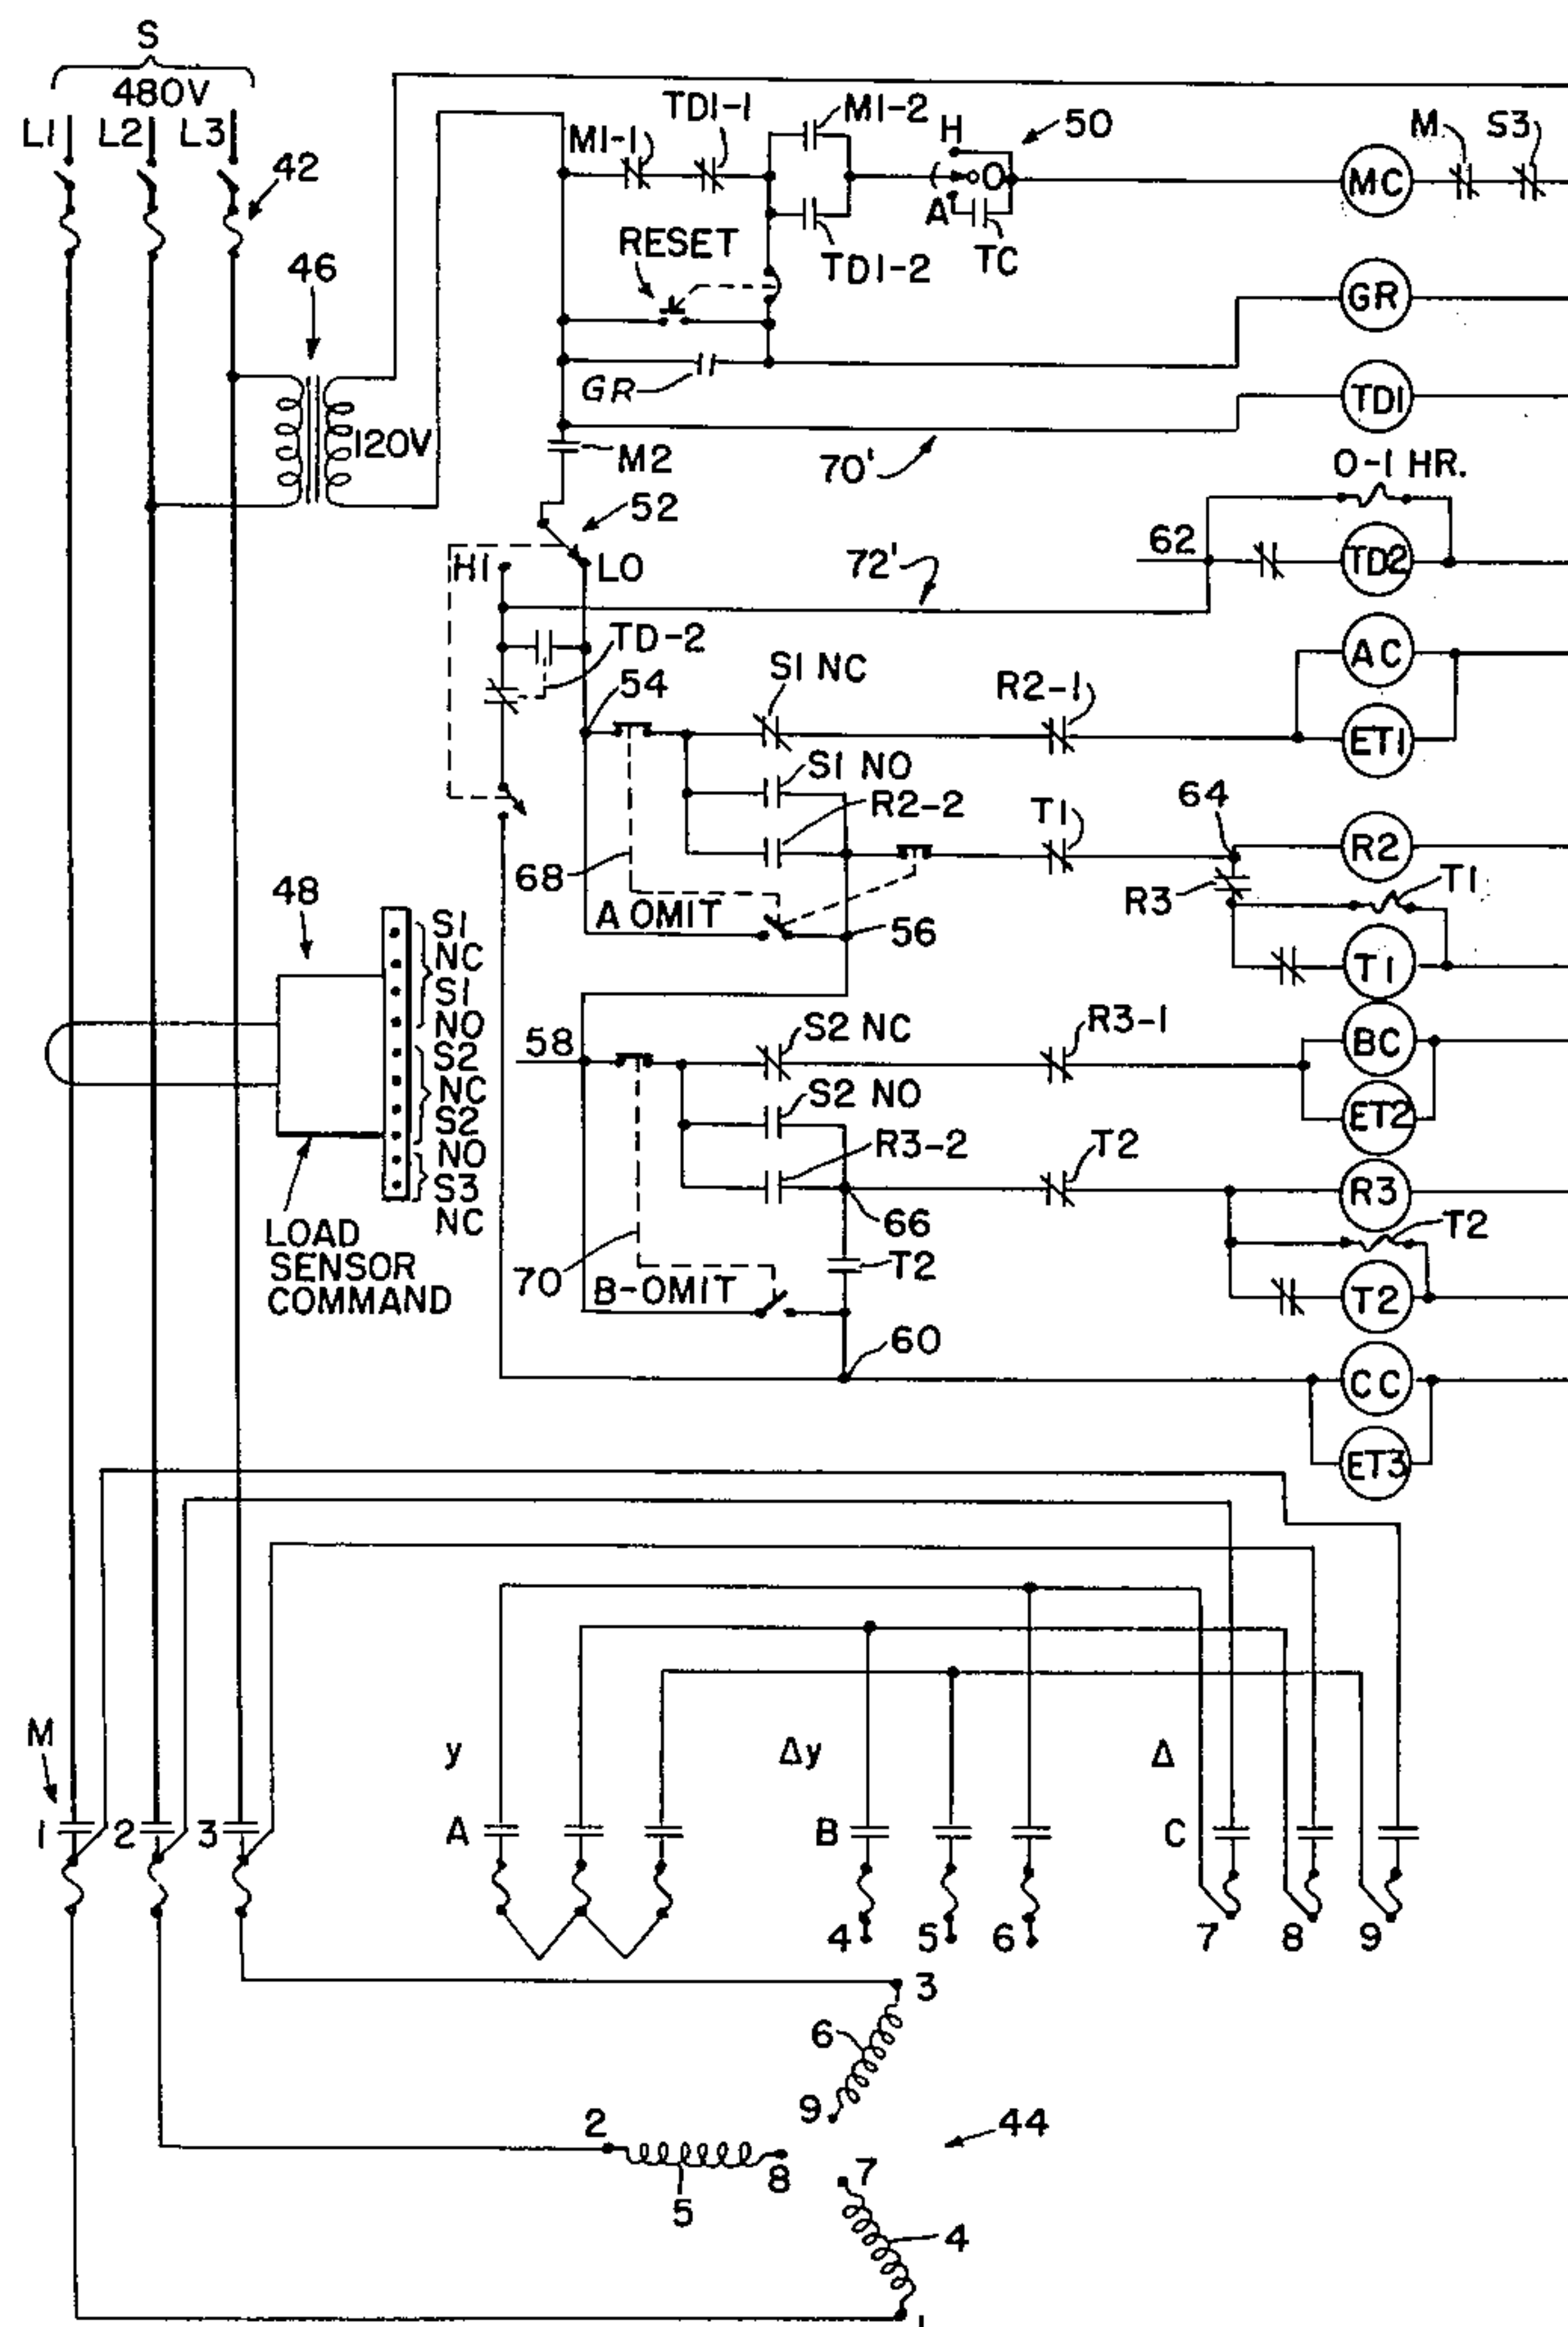 S
480V
L1 L2 L3
42
46
120V
M1-1
TD1-1
M1-2
H
50
O
A
TC
TD1-2
RESET
GR
M2
70'
MC
M
S3
GR
TD1
0-1 HR.
62
TD2
52
HI
LO
72'
TD-2
54
S1 NC
R2-1
AC
ET1
S1 NO
R2-2
T1
64
R2
68
R3
T1
A OMIT
56
T1
48
S1
NC
S1
NO
S2
NC
S2
NO
S3
NC
LOAD
SENSOR
COMMAND
58
S2 NC
R3-1
BC
ET2
S2 NO
R3-2
T2
R3
66
T2
70
T2
B-OMIT
T2
60
CC
ET3
M
y
Δy
Δ
1 2 3
A
B
C
4 5 6
7 8 9
3
6
9
44
2
8
5
7
4
1